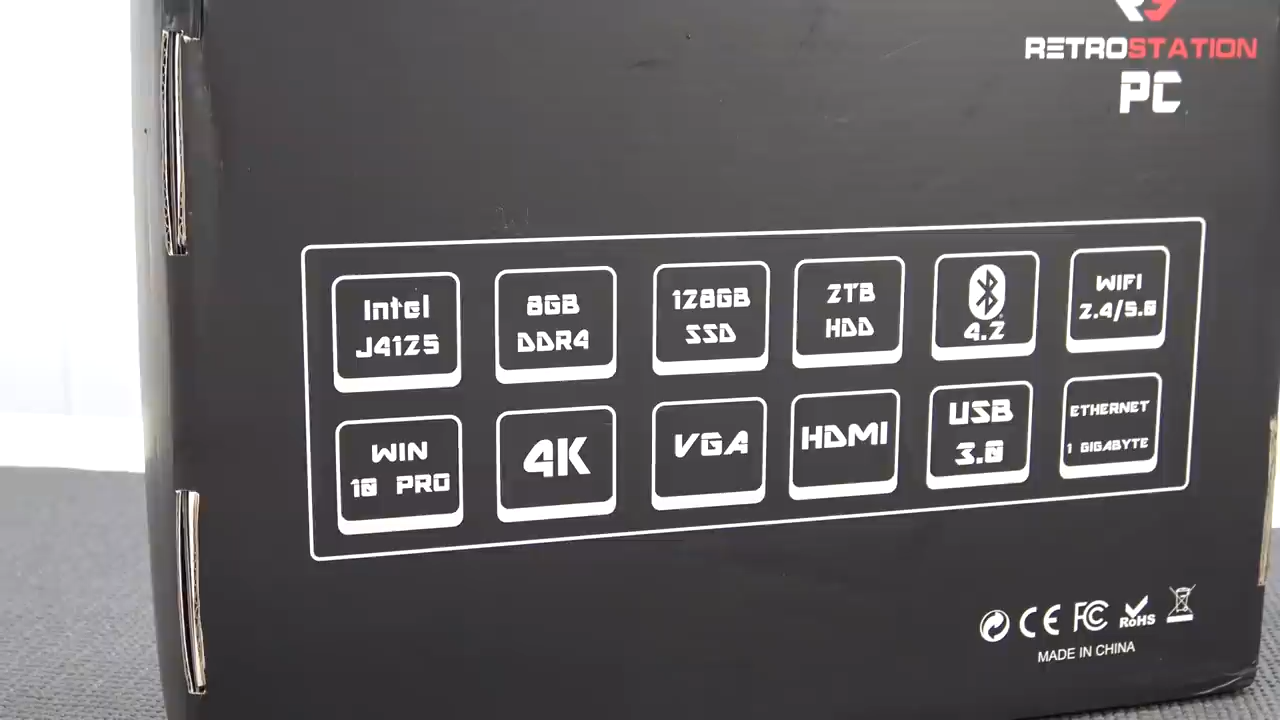 RETROSTATION
PC
Intel
J4125
8GB
DDR4
128GB
SSD
2TB
HDD
4.2
WIFI
2.4/5.0
WIN
10 PRO
4K
VGA
HDMI
USB
3.0
ETHERNET
1 GIGABYTE
CE FC RoHS
MADE IN CHINA